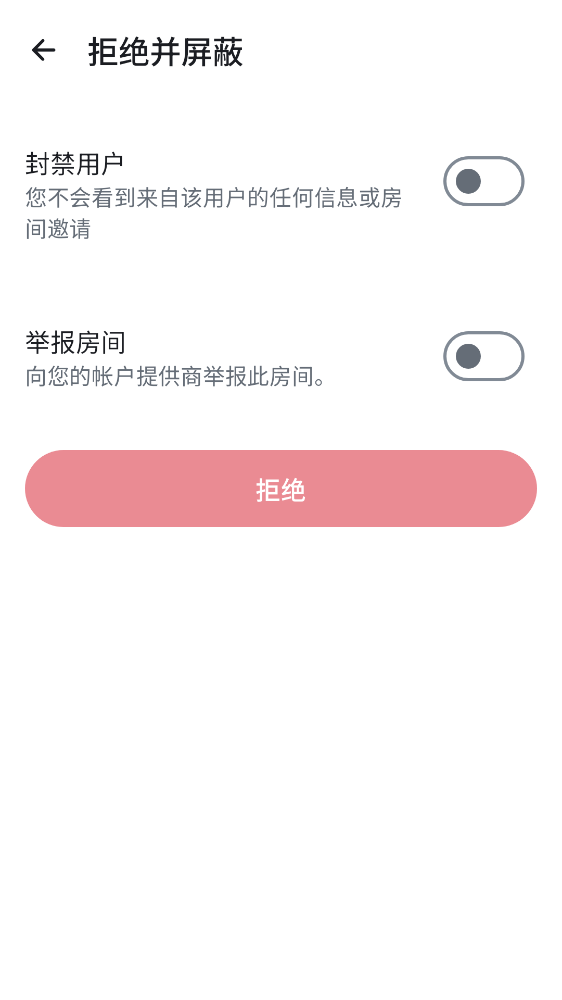 拒绝并屏蔽
封禁用户
您不会看到来自该用户的任何信息或房
间邀请
举报房间
向您的帐户提供商举报此房间。
拒绝